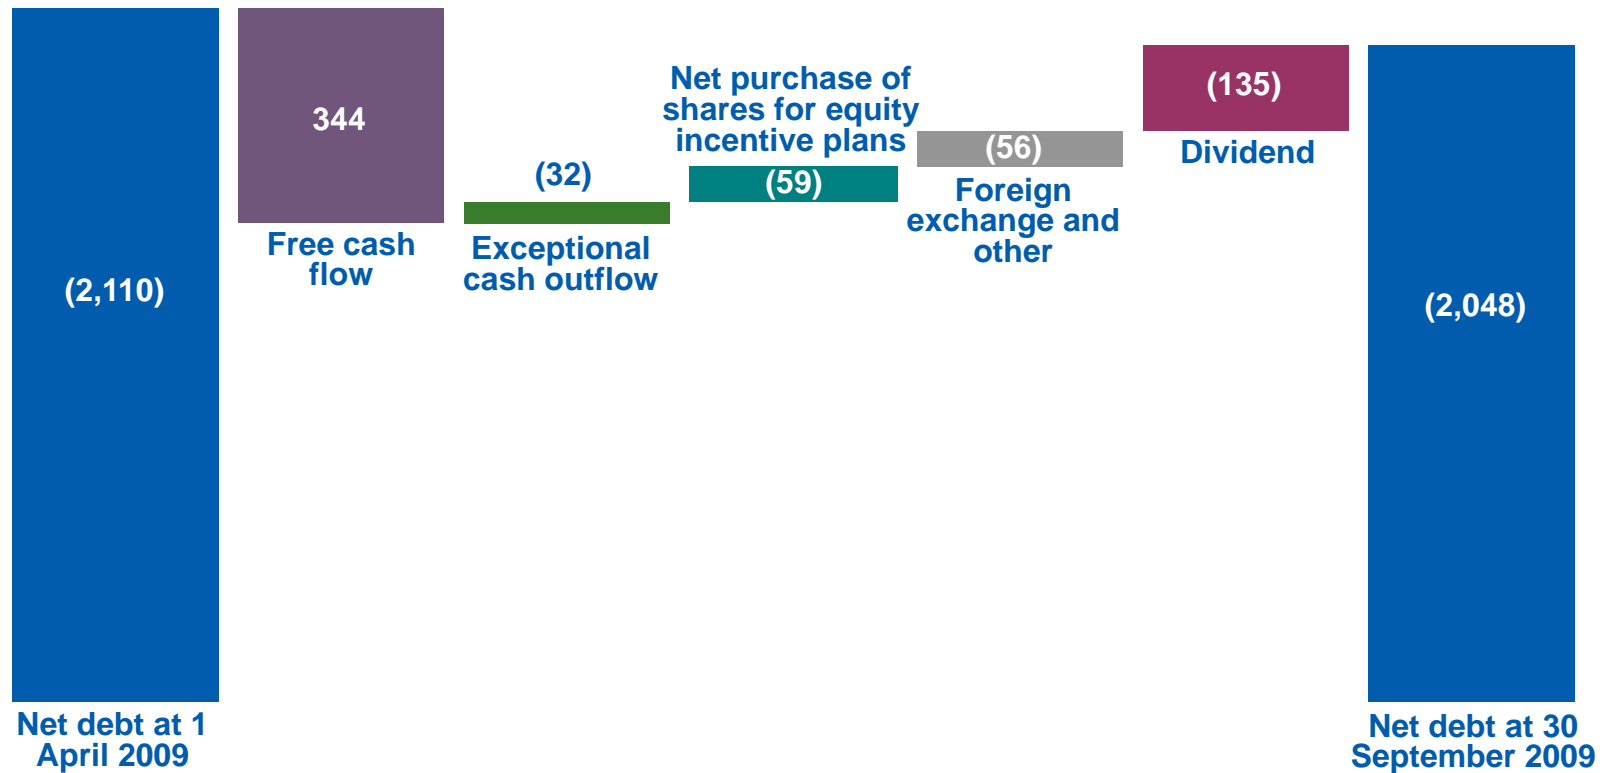 (2,110)
Net debt at 1
April 2009
344
Free cash
flow
(32)
Exceptional
cash outflow
Net purchase of
shares for equity
incentive plans
(59)
(56)
Foreign
exchange and
other
(135)
Dividend
(2,048)
Net debt at 30
September 2009